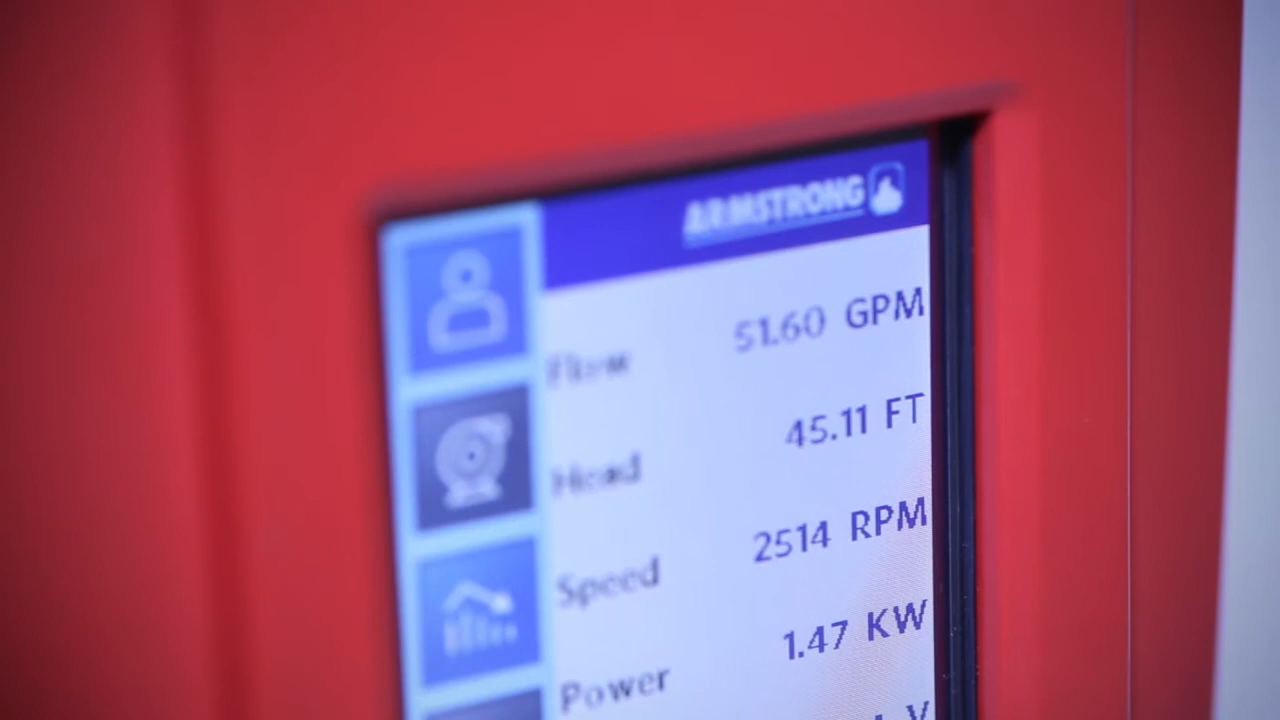 ARMSTRONG
Flow 51.60 GPM
Head 45.11 FT
Speed 2514 RPM
Power 1.47 KW
V